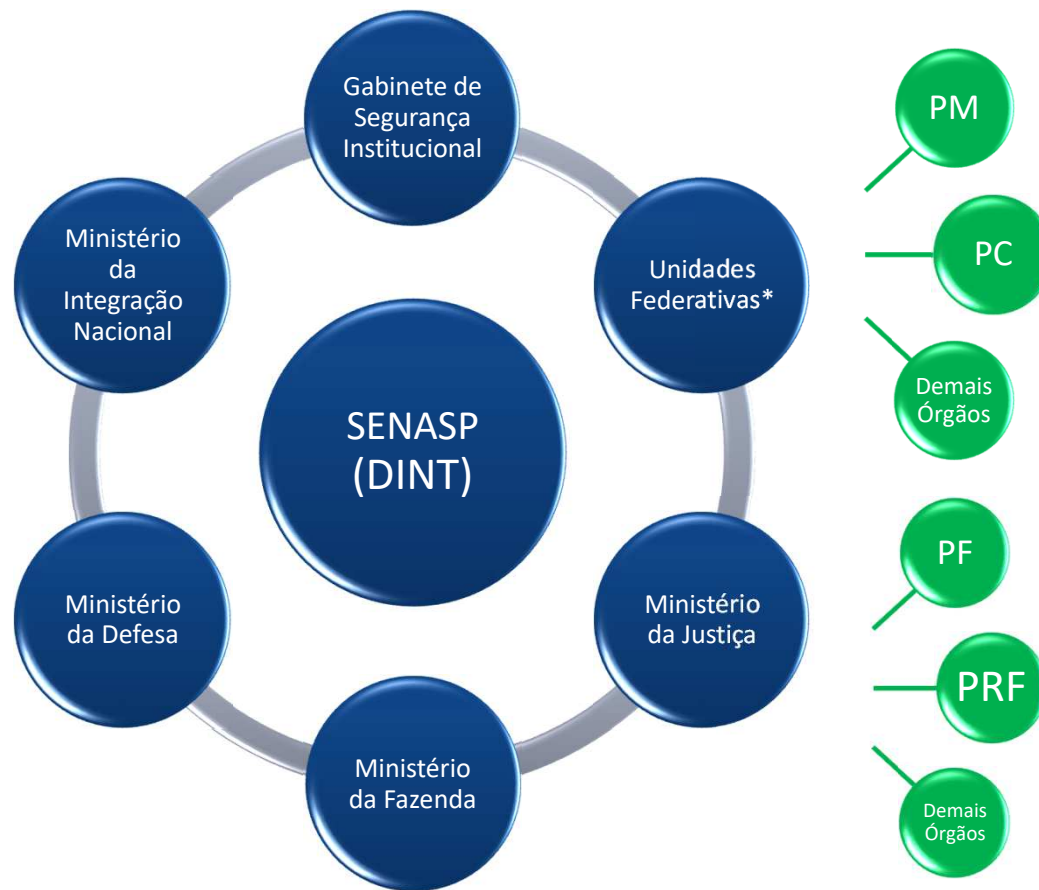 Gabinete de
Segurança
Institucional
PM
Ministério
da
Integração
Nacional
Unidades
Federativas*
PC
SENASP
(DINT)
Demais
Órgãos
PF
Ministério
da Defesa
Ministério
da Justiça
PRF
Ministério
da Fazenda
Demais
Órgãos